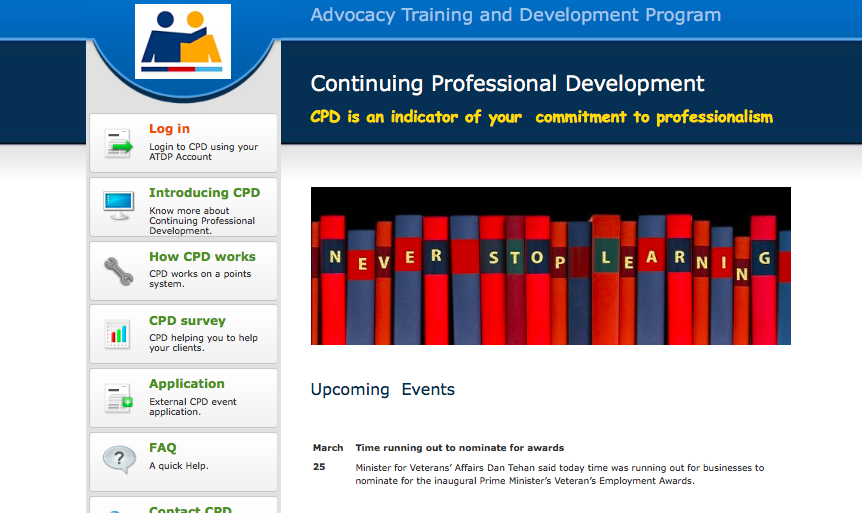 Advocacy Training and Development Program
Continuing Professional Development
CPD is an indicator of your commitment to professionalism
Log in
Login to CPD using your
ATDP Account
Introducing CPD
Know more about
Continuing Professional
Development.
How CPD works
CPD works on a points
system.
CPD survey
CPD helping you to help
your clients.
Application
External CPD event
application.
FAQ
A quick Help.
Contact CPD
NEVER STOP LEARNING
Upcoming Events
March Time running out to nominate for awards
25 Minister for Veterans’ Affairs Dan Tehan said today time was running out for businesses to
nominate for the inaugural Prime Minister’s Veteran’s Employment Awards.